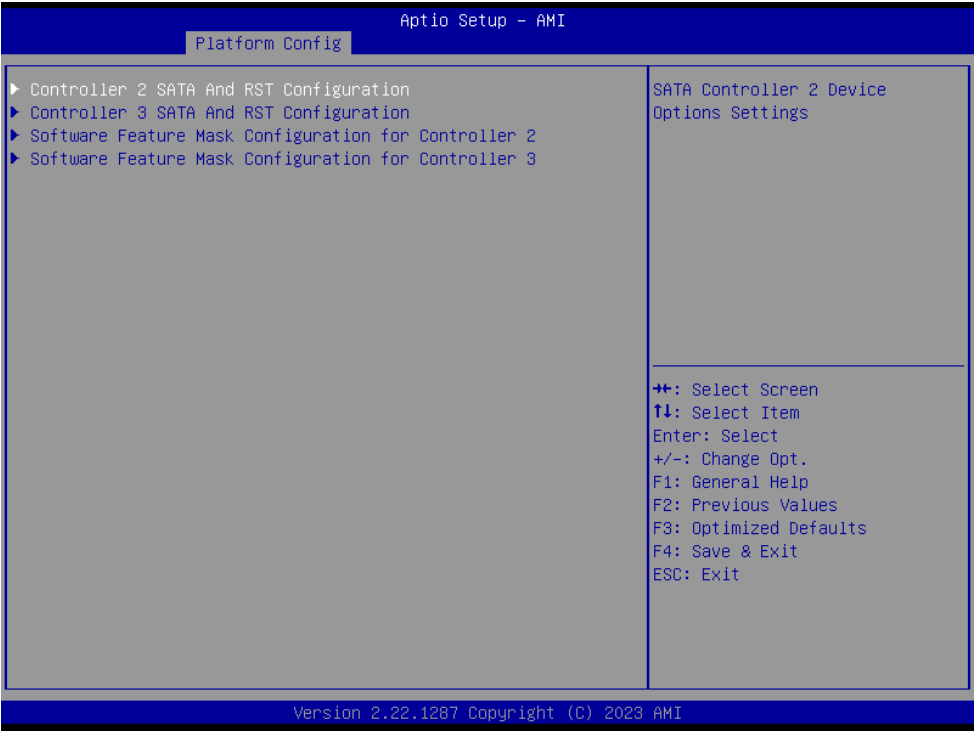 Aptio Setup – AMI
Platform Config
▶ Controller 2 SATA And RST Configuration
▶ Controller 3 SATA And RST Configuration
▶ Software Feature Mask Configuration for Controller 2
▶ Software Feature Mask Configuration for Controller 3
SATA Controller 2 Device
Options Settings
→←: Select Screen
↑↓: Select Item
Enter: Select
+/-: Change Opt.
F1: General Help
F2: Previous Values
F3: Optimized Defaults
F4: Save & Exit
ESC: Exit
Version 2.22.1287 Copyright (C) 2023 AMI